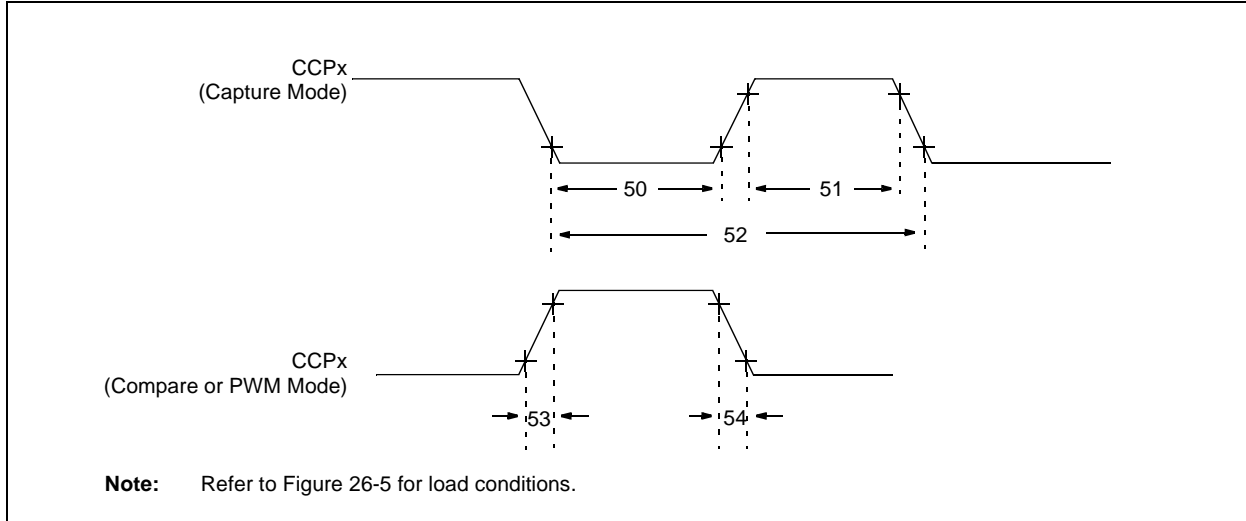 CCPx
(Capture Mode)
50
51
52
CCPx
(Compare or PWM Mode)
53
54
Note: Refer to Figure 26-5 for load conditions.